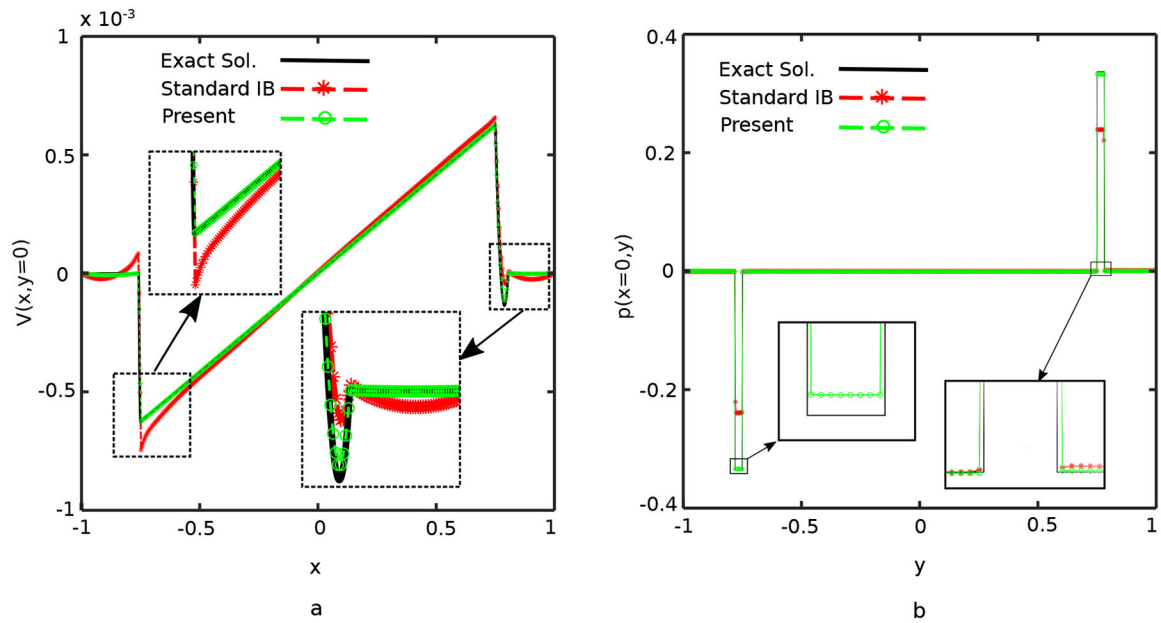 x 10⁻³
1
0.5
0
-0.5
-1
-1
-0.5
0
0.5
1
V(x,y=0)
x
Exact Sol.
Standard IB
Present
a
0.4
0.2
0
-0.2
-0.4
-1
-0.5
0
0.5
1
p(x=0,y)
y
Exact Sol.
Standard IB
Present
b